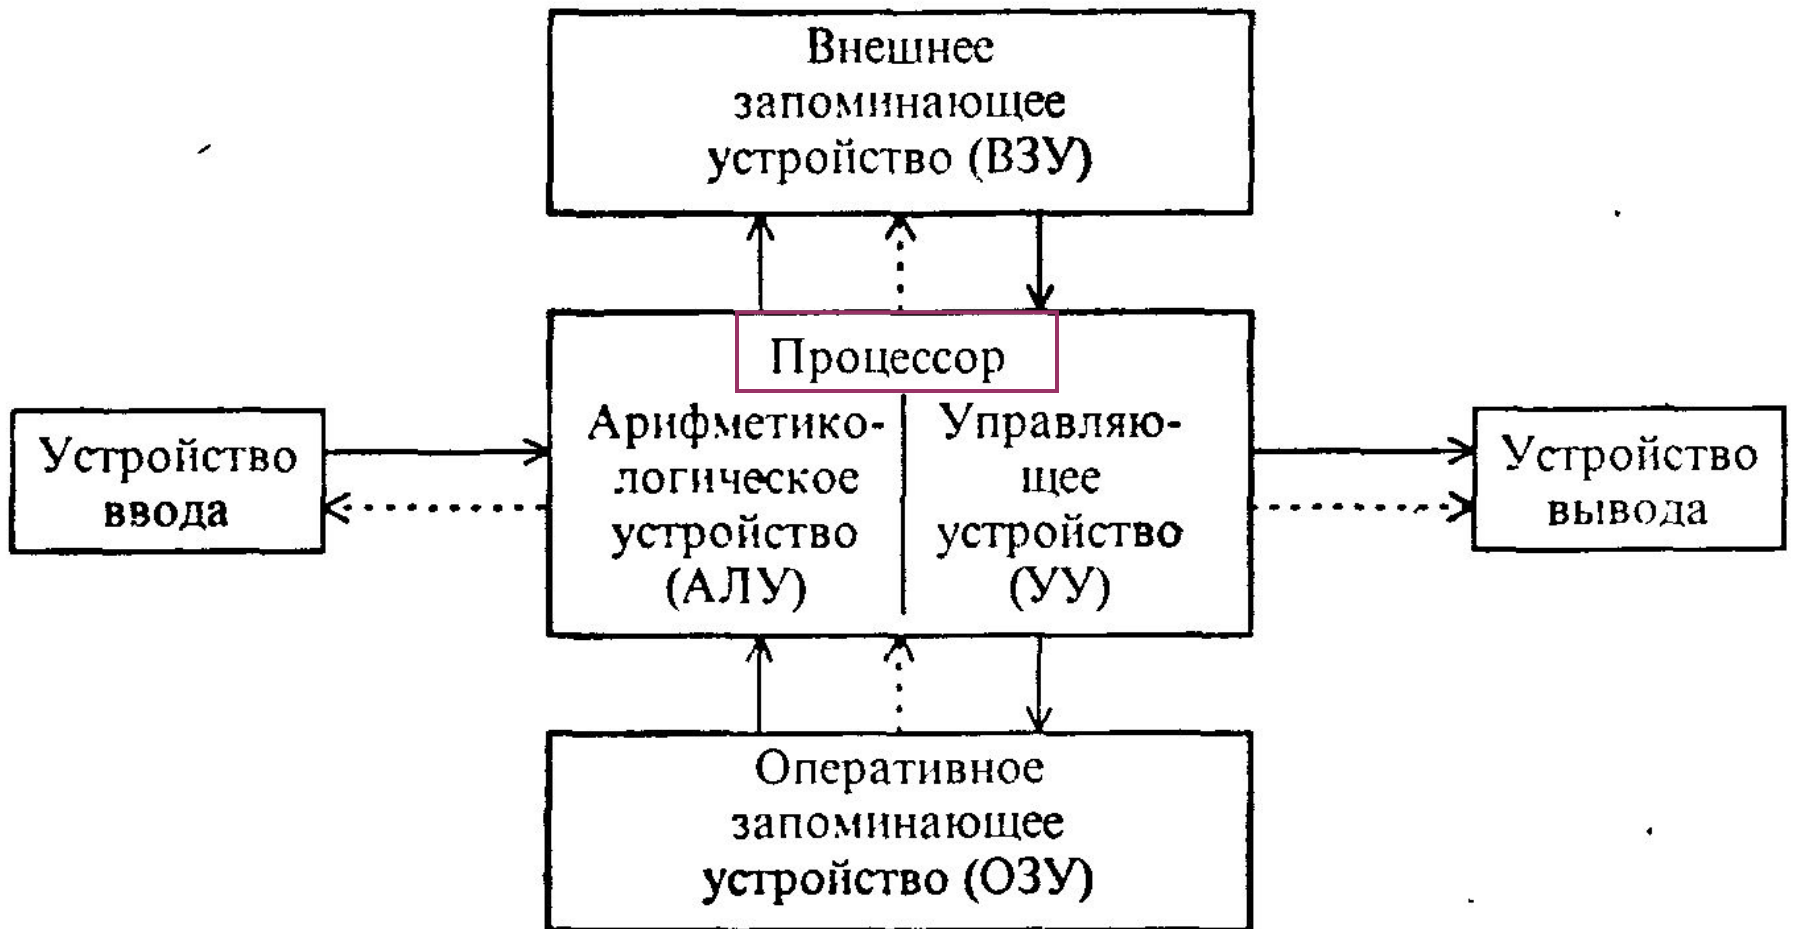 Внешнее
запоминающее
устройство (ВЗУ)
Процессор
Арифметико-
логическое
устройство
(АЛУ)
Управляю-
щее
устройство
(УУ)
Устройство
ввода
Устройство
вывода
Оперативное
запоминающее
устройство (ОЗУ)